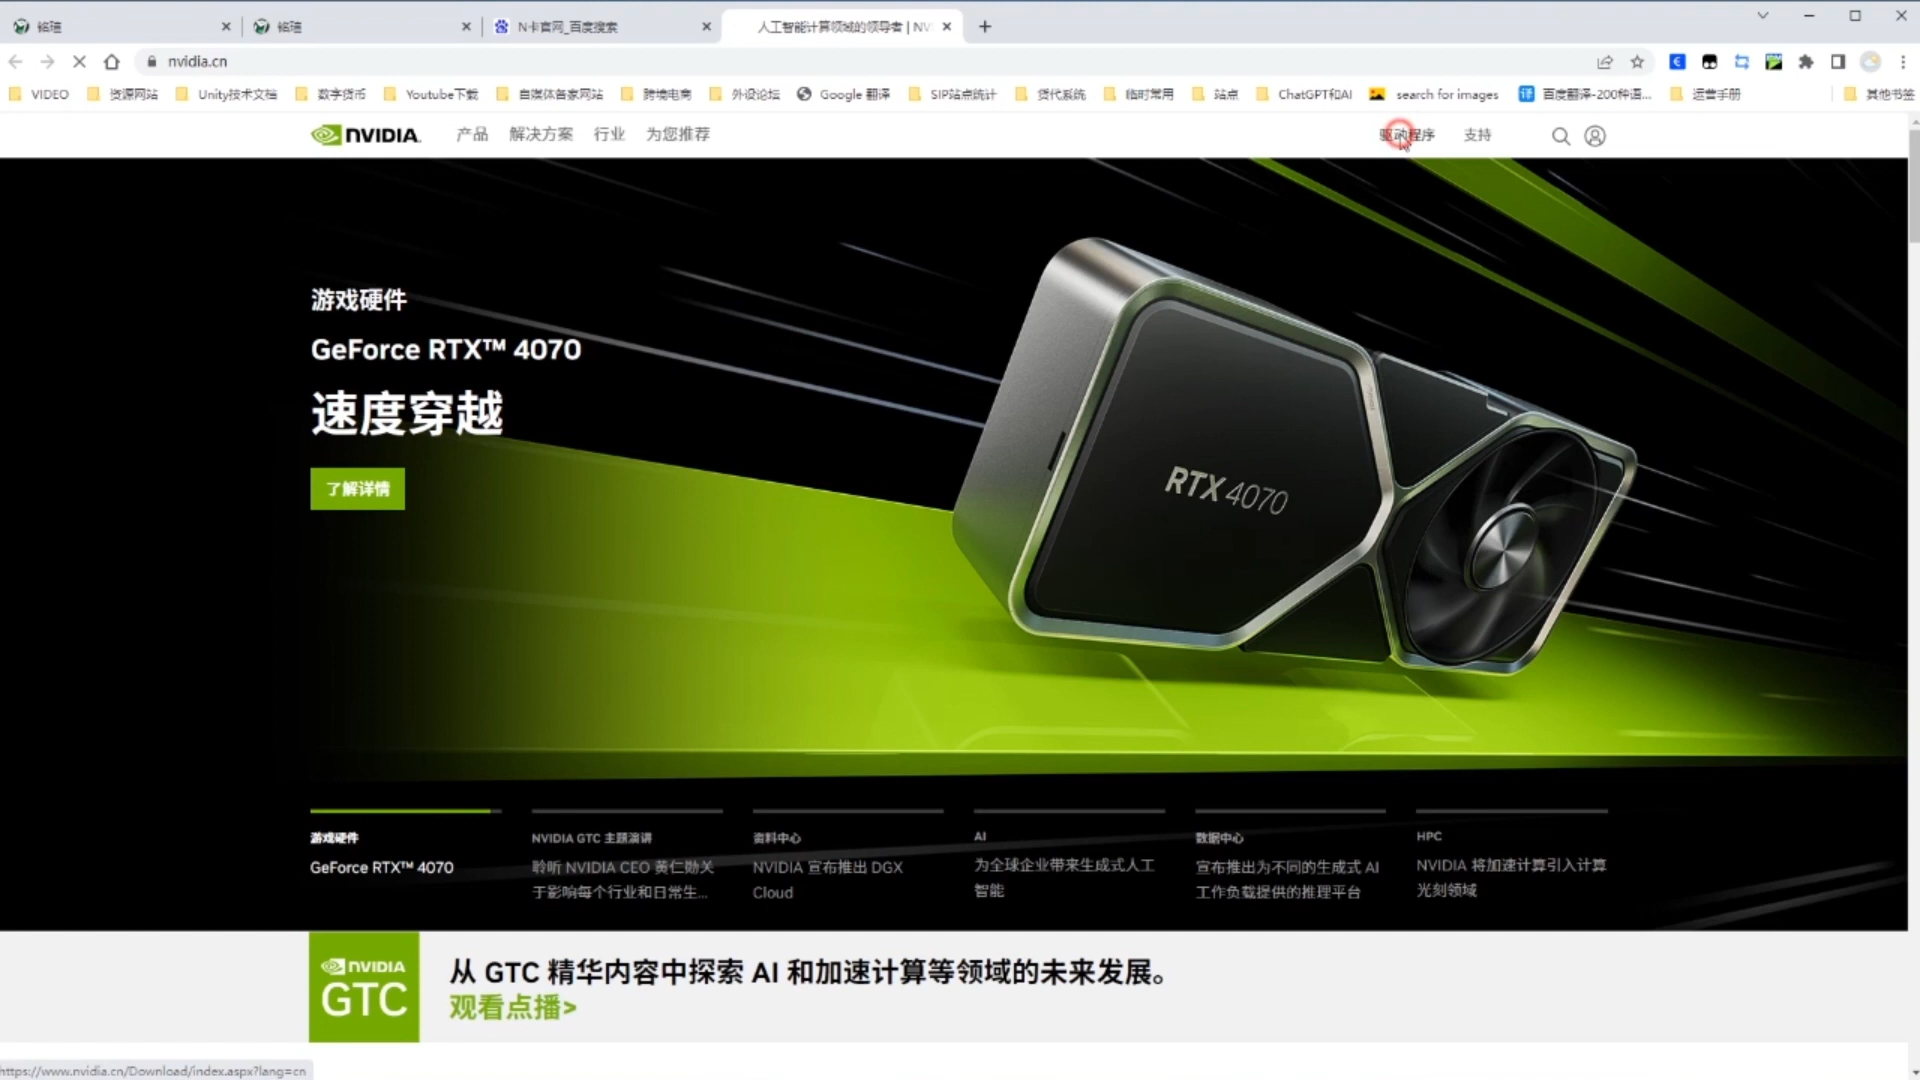 铭瑄
铭瑄
N卡官网_百度搜索
人工智能计算领域的领导者 | NV
nvidia.cn
VIDEO
资源网站
Unity技术文档
数字货币
Youtube下载
自媒体各家网站
跨境电商
外设论坛
Google 翻译
SIP站点统计
货代系统
临时常用
站点
ChatGPT和AI
search for images
译
百度翻译-200种语...
运营手册
其他书签
NVIDIA.
产品
解决方案
行业
为您推荐
驱动程序
支持
游戏硬件
GeForce RTX™ 4070
速度穿越
了解详情
RTX 4070
游戏硬件
GeForce RTX™ 4070
NVIDIA GTC 主题演讲
聆听 NVIDIA CEO 黄仁勋关
于影响每个行业和日常生...
资料中心
NVIDIA 宣布推出 DGX
Cloud
AI
为全球企业带来生成式人工
智能
数据中心
宣布推出为不同的生成式 AI
工作负载提供的推理平台
HPC
NVIDIA 将加速计算引入计算
光刻领域
NVIDIA
GTC
从 GTC 精华内容中探索 AI 和加速计算等领域的未来发展。
观看点播>
https://www.nvidia.cn/Download/index.aspx?lang=cn